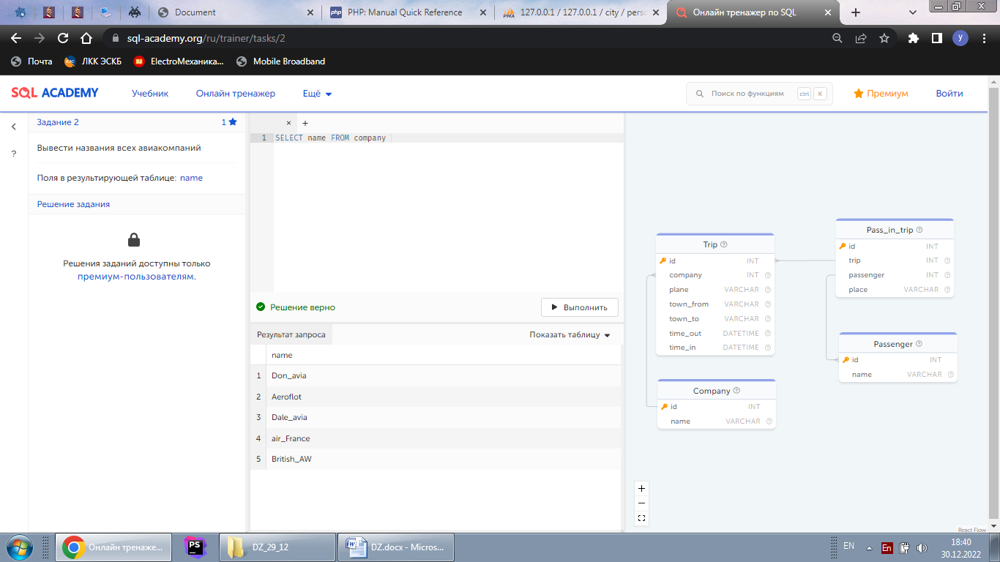 Document
PHP: Manual Quick Reference
127.0.0.1 / 127.0.0.1 / city / pers
Онлайн тренажер по SQL
sql-academy.org/ru/trainer/tasks/2
у
Почта
ЛКК ЭСКБ
ElectroМеханика...
Mobile Broadband
SQL ACADEMY
Учебник
Онлайн тренажер
Ещё
Поиск по функциям
ctrl
K
Премиум
Войти
Задание 2
1
Вывести названия всех авиакомпаний
Поля в результирующей таблице: name
Решение задания
Решения заданий доступны только
премиум-пользователям.
?
× +
1 SELECT name FROM company
Решение верно
Выполнить
Результат запроса
Показать таблицу
name
1 Don_avia
2 Aeroflot
3 Dale_avia
4 air_France
5 British_AW
Trip
id INT
company INT
plane VARCHAR
town_from VARCHAR
town_to VARCHAR
time_out DATETIME
time_in DATETIME
Company
id INT
name VARCHAR
Pass_in_trip
id INT
trip INT
passenger INT
place VARCHAR
Passenger
id INT
name VARCHAR
React Flow
Онлайн тренаже...
PS
DZ_29_12
DZ.docx - Micros...
EN
En
18:40
30.12.2022